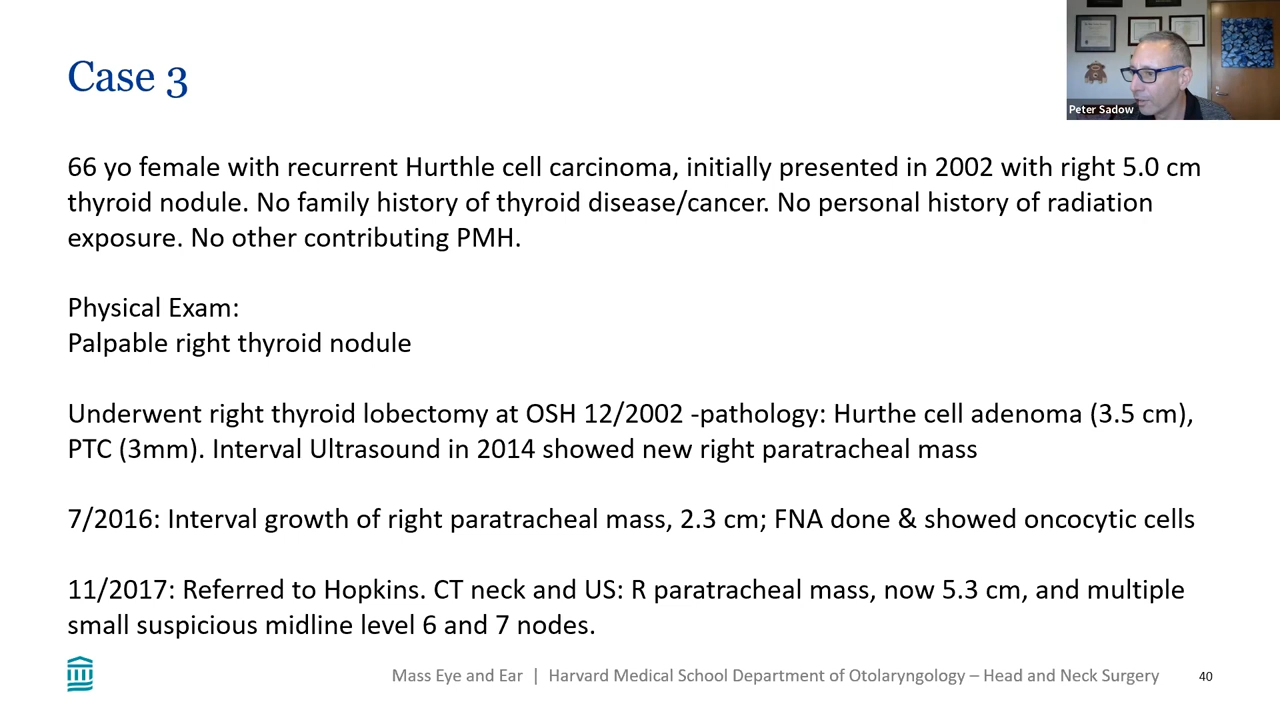 Case 3
Peter Sadow
66 yo female with recurrent Hurthle cell carcinoma, initially presented in 2002 with right 5.0 cm
thyroid nodule. No family history of thyroid disease/cancer. No personal history of radiation
exposure. No other contributing PMH.
Physical Exam:
Palpable right thyroid nodule
Underwent right thyroid lobectomy at OSH 12/2002 -pathology: Hurthe cell adenoma (3.5 cm),
PTC (3mm). Interval Ultrasound in 2014 showed new right paratracheal mass
7/2016: Interval growth of right paratracheal mass, 2.3 cm; FNA done & showed oncocytic cells
11/2017: Referred to Hopkins. CT neck and US: R paratracheal mass, now 5.3 cm, and multiple
small suspicious midline level 6 and 7 nodes.
Mass Eye and Ear | Harvard Medical School Department of Otolaryngology – Head and Neck Surgery 40